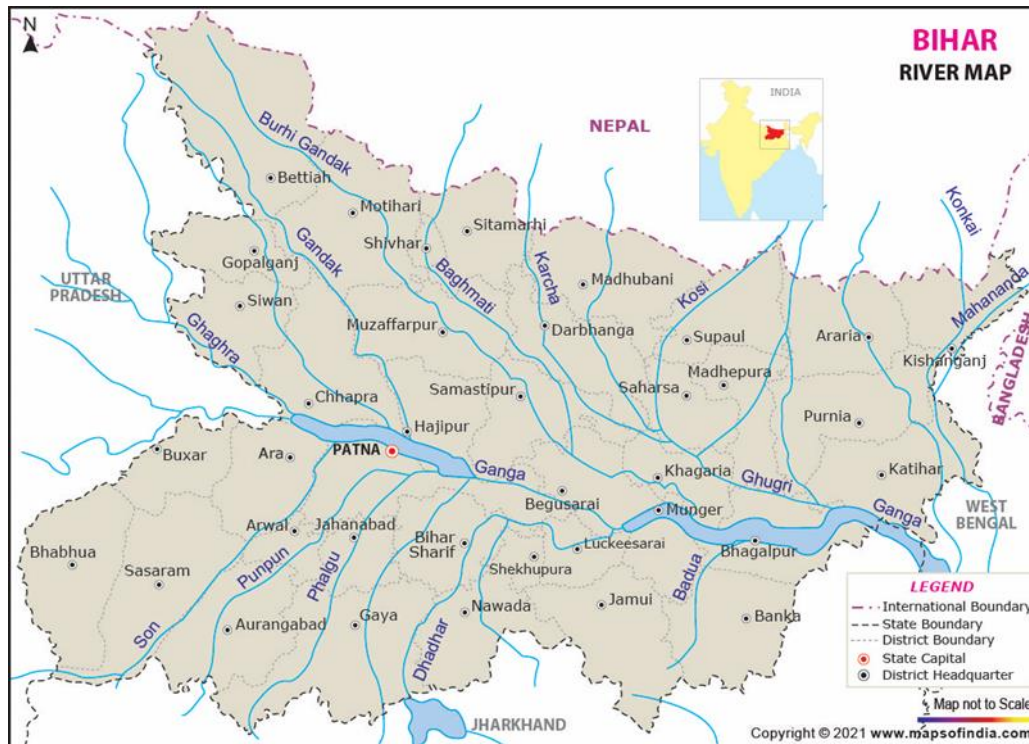 N
BIHAR
RIVER MAP
INDIA
NEPAL
Burhi Gandak
Bettiah
Motihari
Sitamarhi
Shivhar
Konkai
Gopalganj
Gandak
Baghmati
Karcha
Madhubani
Kosi
Mahananda
UTTAR
PRADESH
Siwan
Muzaffarpur
Darbhanga
Supaul
Araria
Kishanganj
BANGLADESH
Ghaghra
Madhepura
Saharsa
Samastipur
Chhapra
Hajipur
Purnia
Buxar
Ara
PATNA
Ganga
Khagaria
Ghugri
Katihar
Begusarai
Munger
Ganga
WEST
BENGAL
Arwal
Jahanabad
Bihar
Sharif
Luckeesarai
Bhagalpur
Bhabhua
Sasaram
Punpun
Phalgu
Shekhupura
Badua
Son
Aurangabad
Gaya
Dhadhar
Nawada
Jamui
Banka
JHARKHAND
LEGEND
International Boundary
State Boundary
District Boundary
State Capital
District Headquarter
Map not to Scale
Copyright © 2021 www.mapsofindia.com